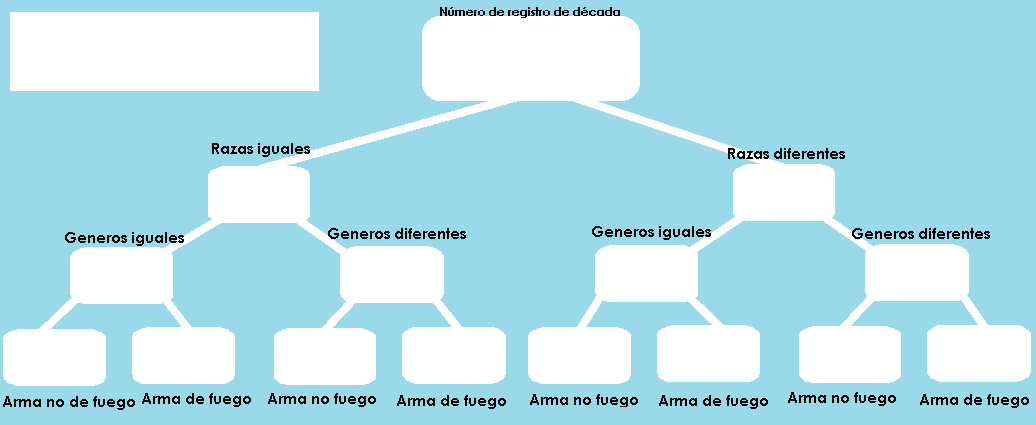 Número de registro de década
Razas iguales
Razas diferentes
Generos iguales
Generos diferentes
Generos iguales
Generos diferentes
Arma no de fuego
Arma de fuego
Arma no fuego
Arma de fuego
Arma no fuego
Arma de fuego
Arma no fuego
Arma de fuego